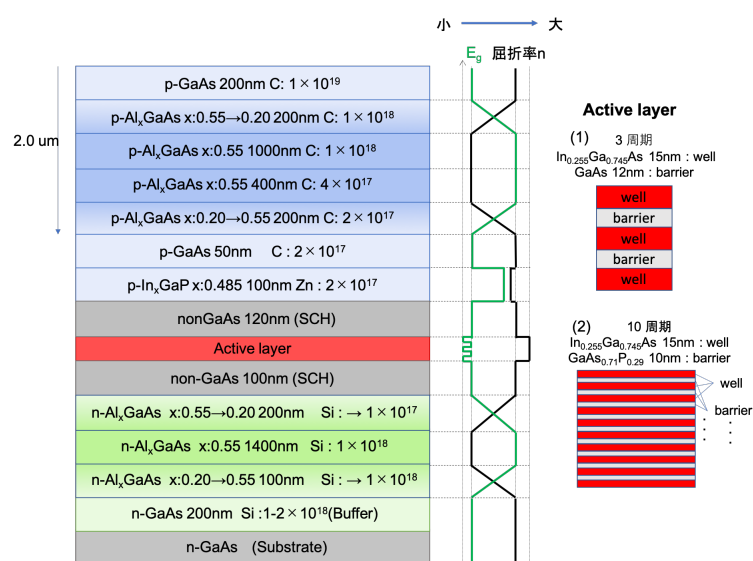 小 → 大
Eg 屈折率n
2.0 um
p-GaAs 200nm C: 1×10¹⁹
p-AlxGaAs x:0.55→0.20 200nm C: 1×10¹⁸
p-AlxGaAs x:0.55 1000nm C: 1×10¹⁸
p-AlxGaAs x:0.55 400nm C: 4×10¹⁷
p-AlxGaAs x:0.20→0.55 200nm C: 2×10¹⁷
p-GaAs 50nm C : 2×10¹⁷
p-InxGaP x:0.485 100nm Zn : 2×10¹⁷
nonGaAs 120nm (SCH)
Active layer
non-GaAs 100nm (SCH)
n-AlxGaAs x:0.55→0.20 200nm Si : → 1×10¹⁷
n-AlxGaAs x:0.55 1400nm Si : 1×10¹⁸
n-AlxGaAs x:0.20→0.55 100nm Si : → 1×10¹⁸
n-GaAs 200nm Si :1-2×10¹⁸(Buffer)
n-GaAs (Substrate)
Active layer
(1) 3 周期
In0.255Ga0.745As 15nm : well
GaAs 12nm : barrier
well
barrier
well
barrier
well
(2) 10 周期
In0.255Ga0.745As 15nm : well
GaAs0.71P0.29 10nm : barrier
well
barrier